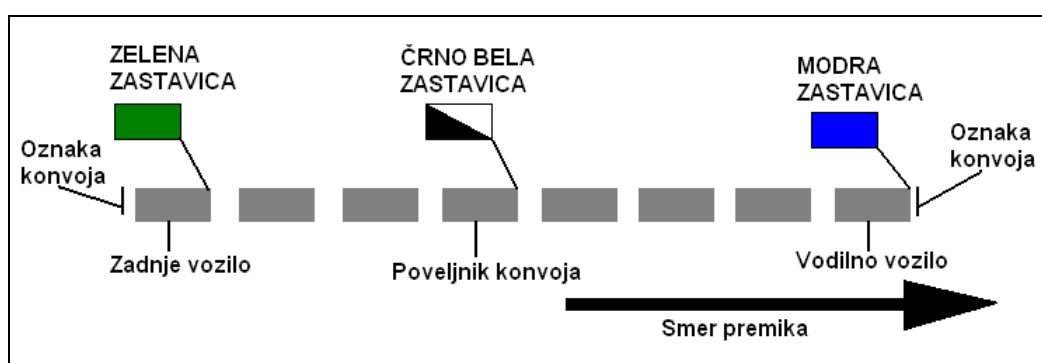 ZELENA
ZASTAVICA
ČRNO BELA
ZASTAVICA
MODRA
ZASTAVICA
Oznaka
konvoja
Oznaka
konvoja
Zadnje vozilo
Poveljnik konvoja
Vodilno vozilo
Smer premika